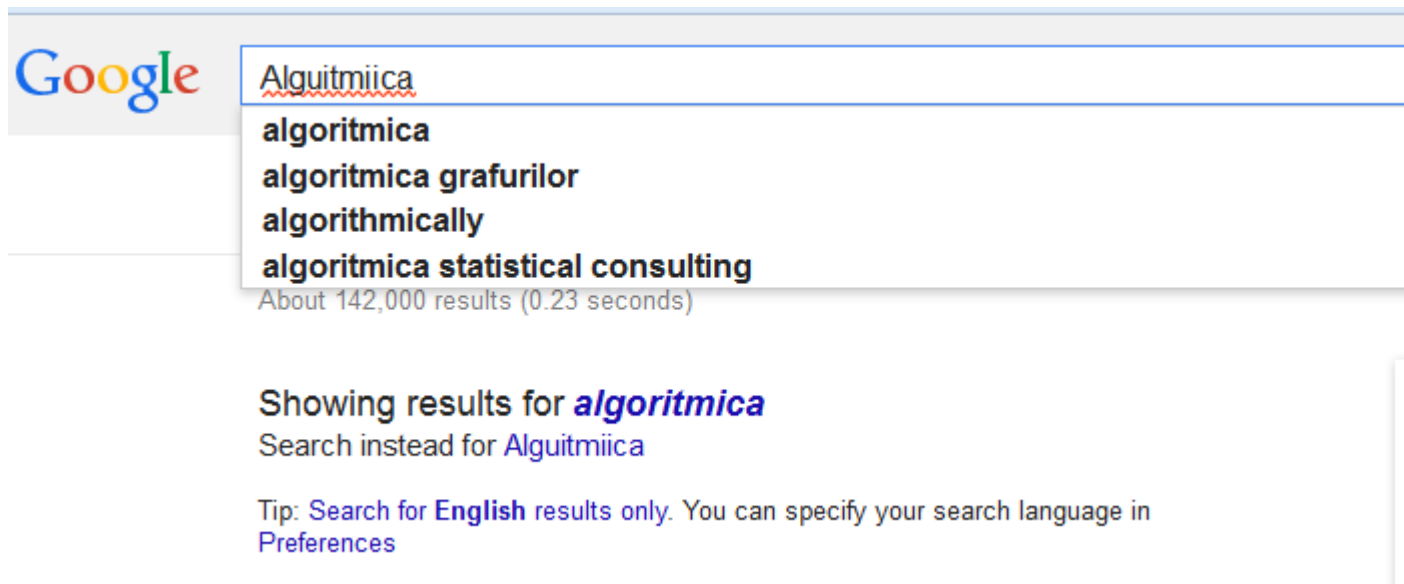 Google Alguitmiica
algoritmica
algoritmica grafurilor
algorithmically
algoritmica statistical consulting
About 142,000 results (0.23 seconds)
Showing results for algoritmica
Search instead for Alguitmiica
Tip: Search for English results only. You can specify your search language in
Preferences